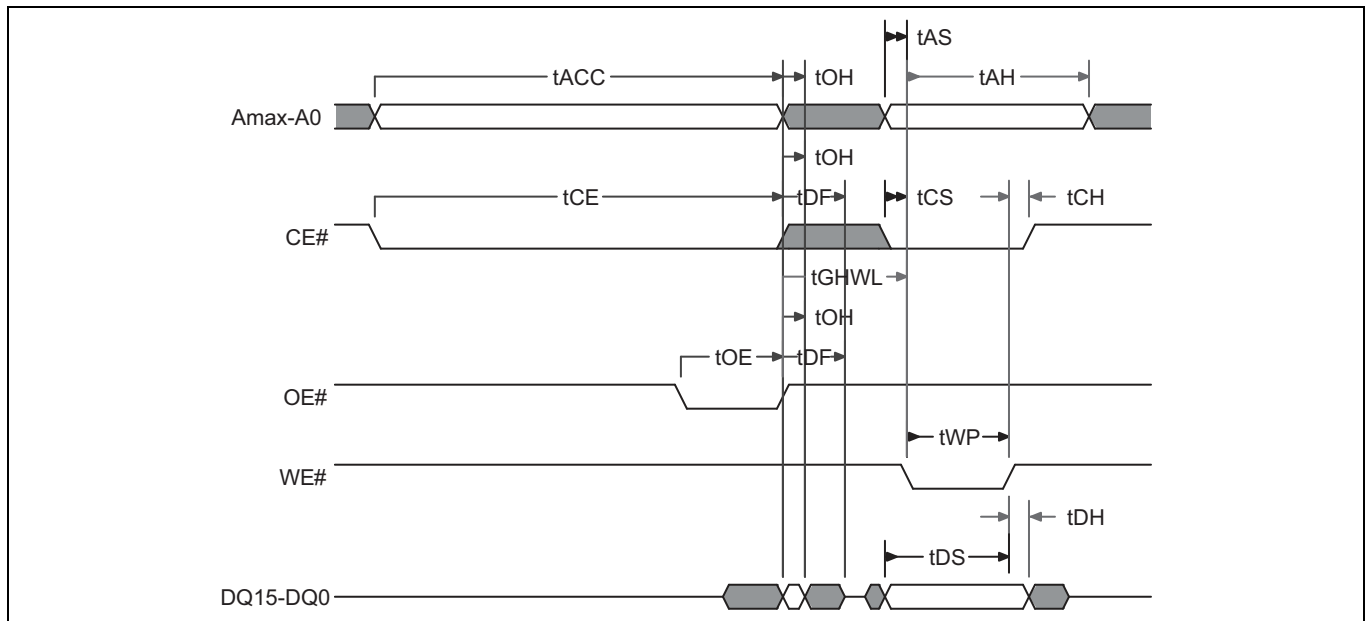 tAS
tACC tOH tAH
Amax-A0
tOH
tCE tDF tCS tCH
CE#
tGHWL
tOH
tOE tDF
OE#
tWP
WE#
tDH
tDS
DQ15-DQ0